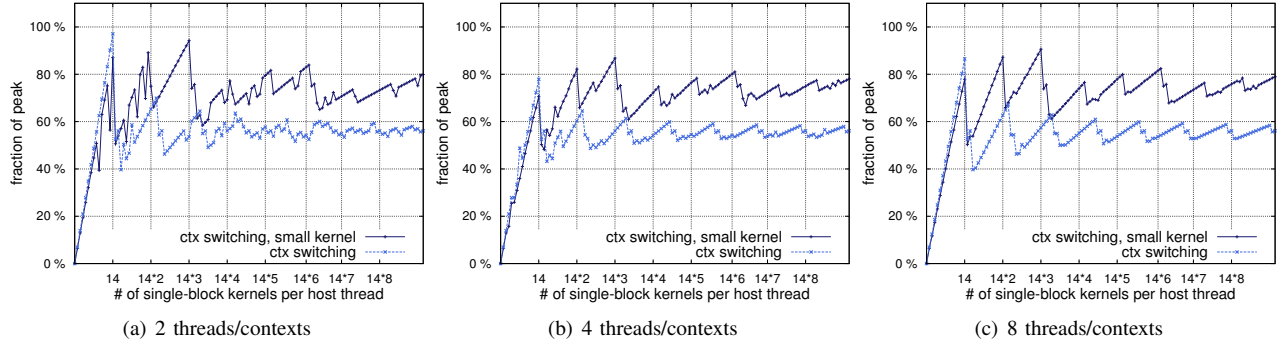 100 %
80 %
60 %
40 %
20 %
0 %
fraction of peak
ctx switching, small kernel
ctx switching
14 14*2 14*3 14*4 14*5 14*6 14*7 14*8
# of single-block kernels per host thread
(a) 2 threads/contexts
100 %
80 %
60 %
40 %
20 %
0 %
fraction of peak
ctx switching, small kernel
ctx switching
14 14*2 14*3 14*4 14*5 14*6 14*7 14*8
# of single-block kernels per host thread
(b) 4 threads/contexts
100 %
80 %
60 %
40 %
20 %
0 %
fraction of peak
ctx switching, small kernel
ctx switching
14 14*2 14*3 14*4 14*5 14*6 14*7 14*8
# of single-block kernels per host thread
(c) 8 threads/contexts